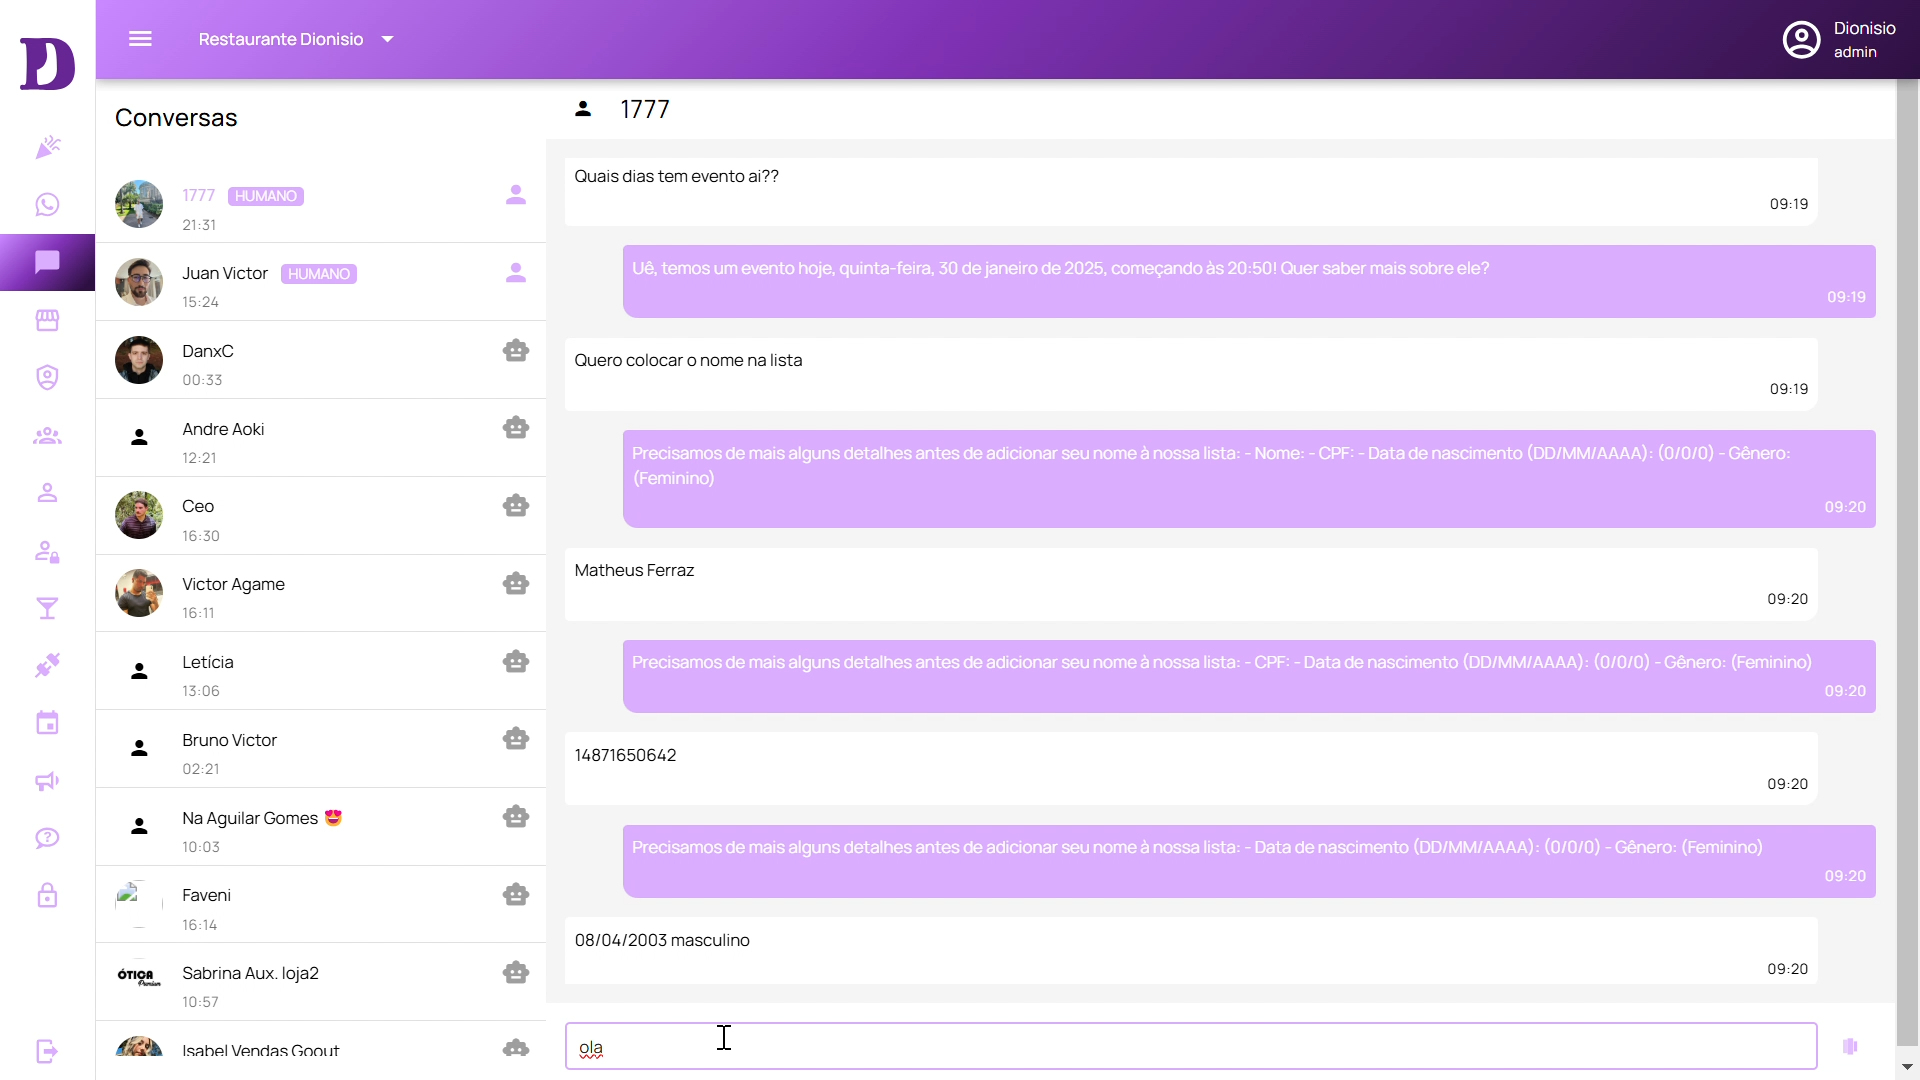 D
Restaurante Dionisio
Dionisio
admin
Conversas
1777 HUMANO
21:31
Juan Victor HUMANO
15:24
DanxC
00:33
Andre Aoki
12:21
Ceo
16:30
Victor Agame
16:11
Letícia
13:06
Bruno Victor
02:21
Na Aguilar Gomes 😍
10:03
Faveni
16:14
ÓTICA
Premium
Sabrina Aux. loja2
10:57
Isabel Vendas Goout
1777
Quais dias tem evento ai??
09:19
Uê, temos um evento hoje, quinta-feira, 30 de janeiro de 2025, começando às 20:50! Quer saber mais sobre ele?
09:19
Quero colocar o nome na lista
09:19
Precisamos de mais alguns detalhes antes de adicionar seu nome à nossa lista: - Nome: - CPF: - Data de nascimento (DD/MM/AAAA): (0/0/0) - Gênero:
(Feminino)
09:20
Matheus Ferraz
09:20
Precisamos de mais alguns detalhes antes de adicionar seu nome à nossa lista: - CPF: - Data de nascimento (DD/MM/AAAA): (0/0/0) - Gênero: (Feminino)
09:20
14871650642
09:20
Precisamos de mais alguns detalhes antes de adicionar seu nome à nossa lista: - Data de nascimento (DD/MM/AAAA): (0/0/0) - Gênero: (Feminino)
09:20
08/04/2003 masculino
09:20
ola